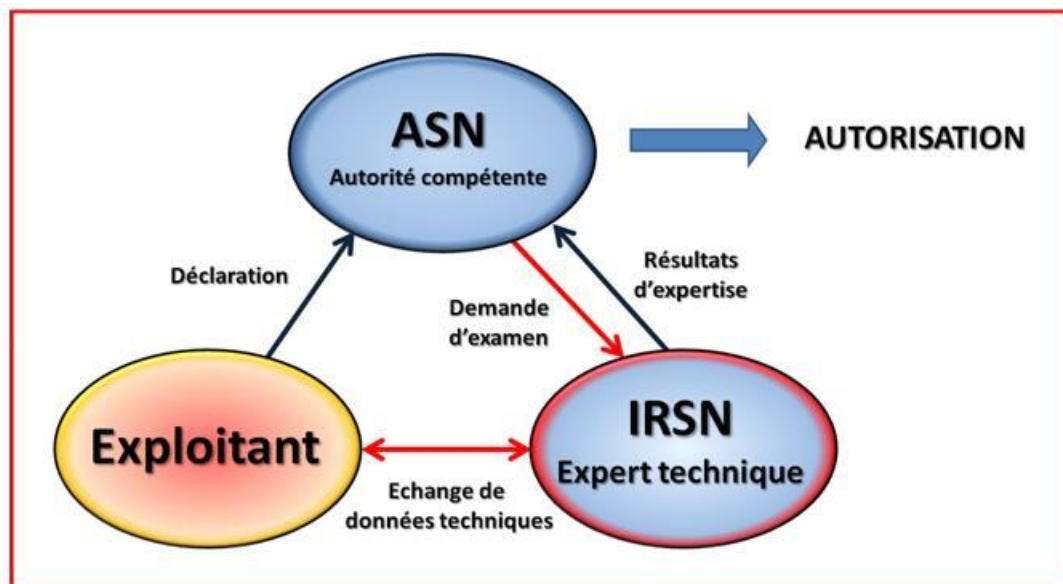 ASN
Autorité compétente
AUTORISATION
Déclaration
Résultats
d'expertise
Demande
d'examen
Exploitant
IRSN
Expert technique
Echange de
données techniques